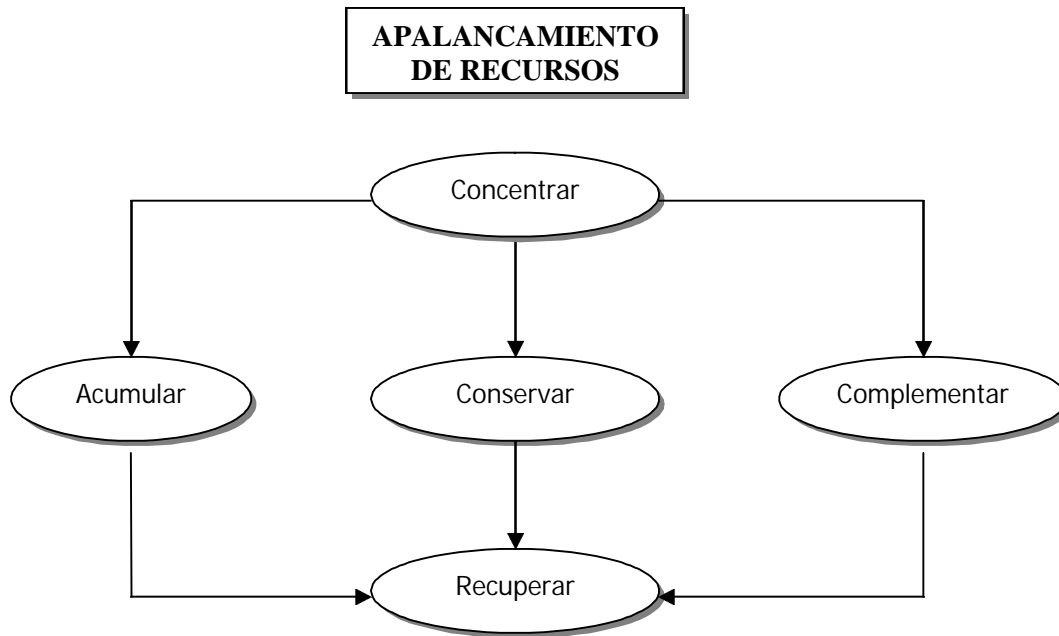 APALANCAMIENTO
DE RECURSOS
Concentrar
Acumular
Conservar
Complementar
Recuperar